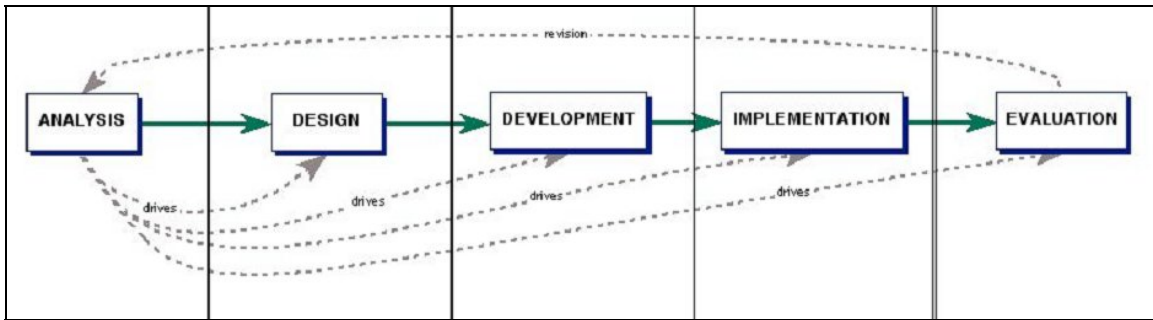 revision
ANALYSIS
DESIGN
DEVELOPMENT
IMPLEMENTATION
EVALUATION
drives
drives
drives
drives